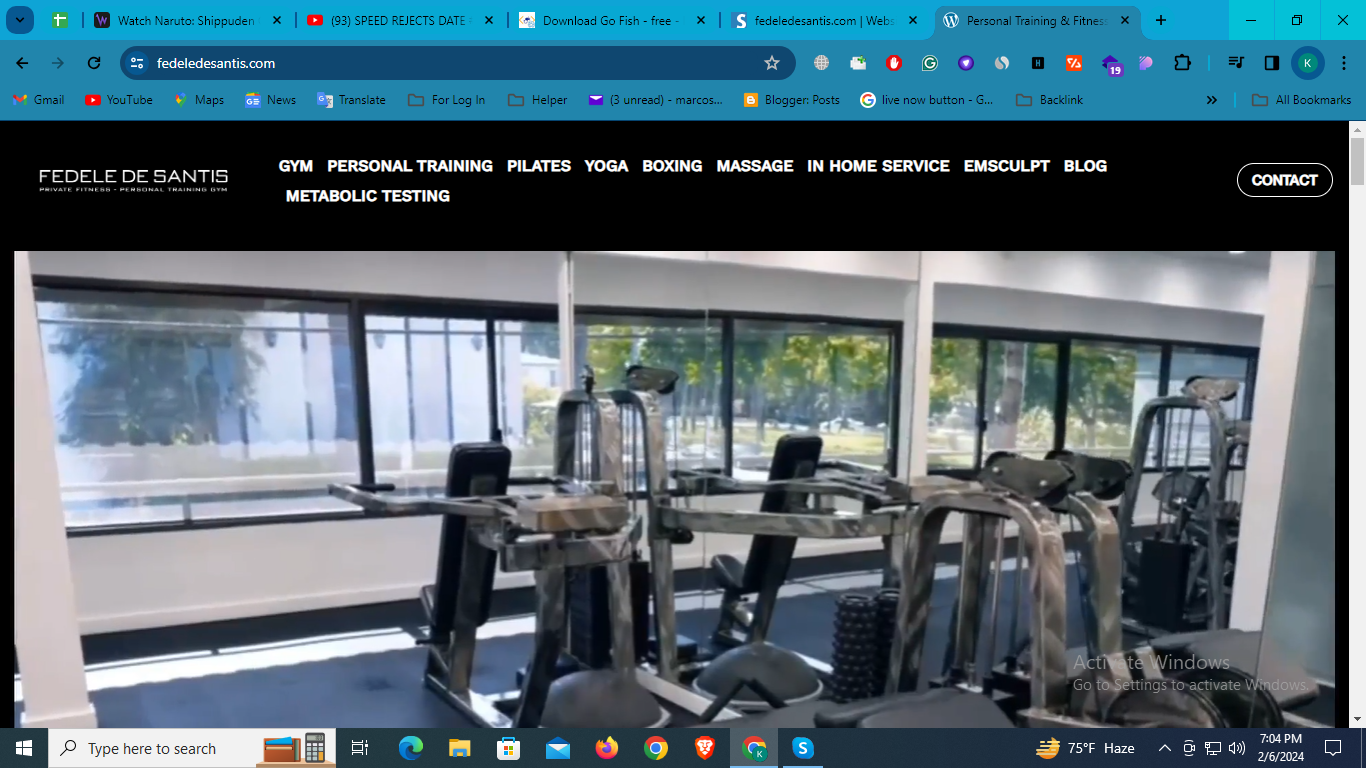 Watch Naruto: Shippuden
(93) SPEED REJECTS DATE
Download Go Fish - free -
fedeledesantis.com | Webs
Personal Training & Fitness
fedeledesantis.com
19
K
Gmail
YouTube
Maps
News
Translate
For Log In
Helper
(3 unread) - marcos...
Blogger: Posts
live now button - G...
Backlink
All Bookmarks
FEDELE DE SANTIS
PRIVATE FITNESS - PERSONAL TRAINING GYM
GYM PERSONAL TRAINING PILATES YOGA BOXING MASSAGE IN HOME SERVICE EMSCULPT BLOG
METABOLIC TESTING
CONTACT
Activate Windows
Go to Settings to activate Windows.
Type here to search
75°F Haze
7:04 PM
2/6/2024